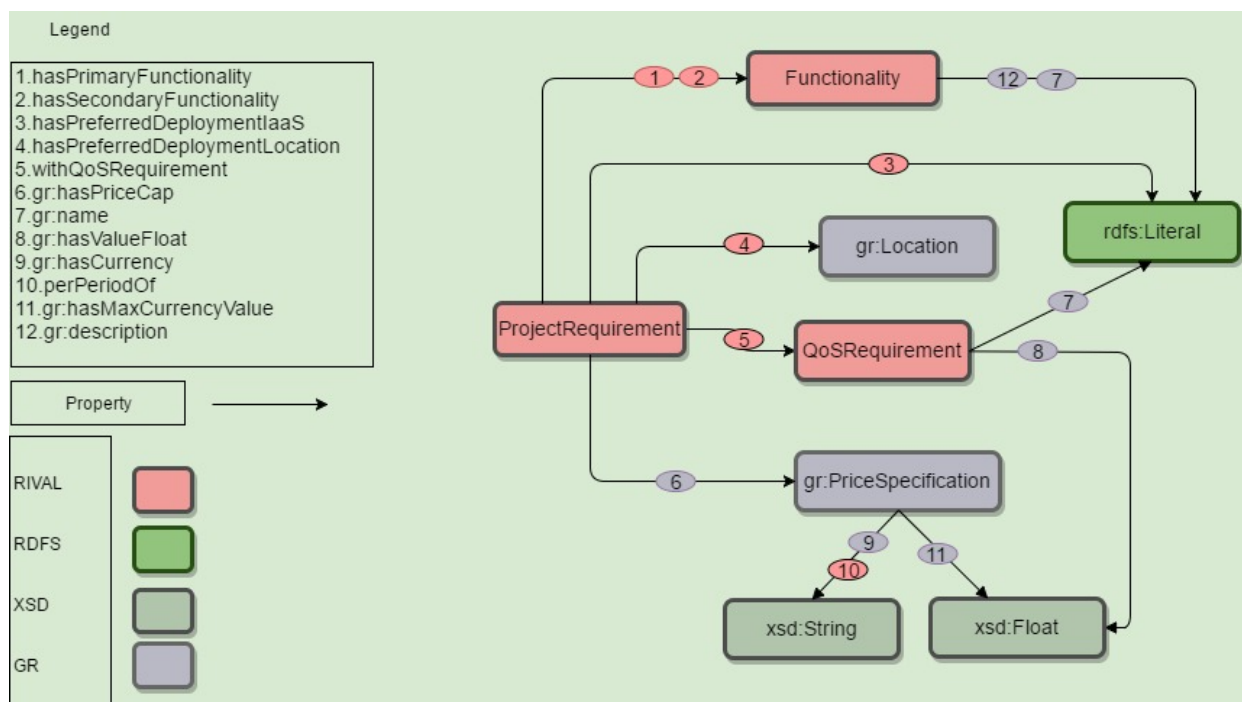 Legend
1.hasPrimaryFunctionality
2.hasSecondaryFunctionality
3.hasPreferredDeploymentIaaS
4.hasPreferredDeploymentLocation
5.withQoSRequirement
6.gr:hasPriceCap
7.gr:name
8.gr:hasValueFloat
9.gr:hasCurrency
10.perPeriodOf
11.gr:hasMaxCurrencyValue
12.gr:description
Property
RIVAL
RDFS
XSD
GR
1 2
Functionality
12 7
3
rdfs:Literal
4
gr:Location
ProjectRequirement
5
QoSRequirement
7
8
6
gr:PriceSpecification
9
10
11
xsd:String
xsd:Float